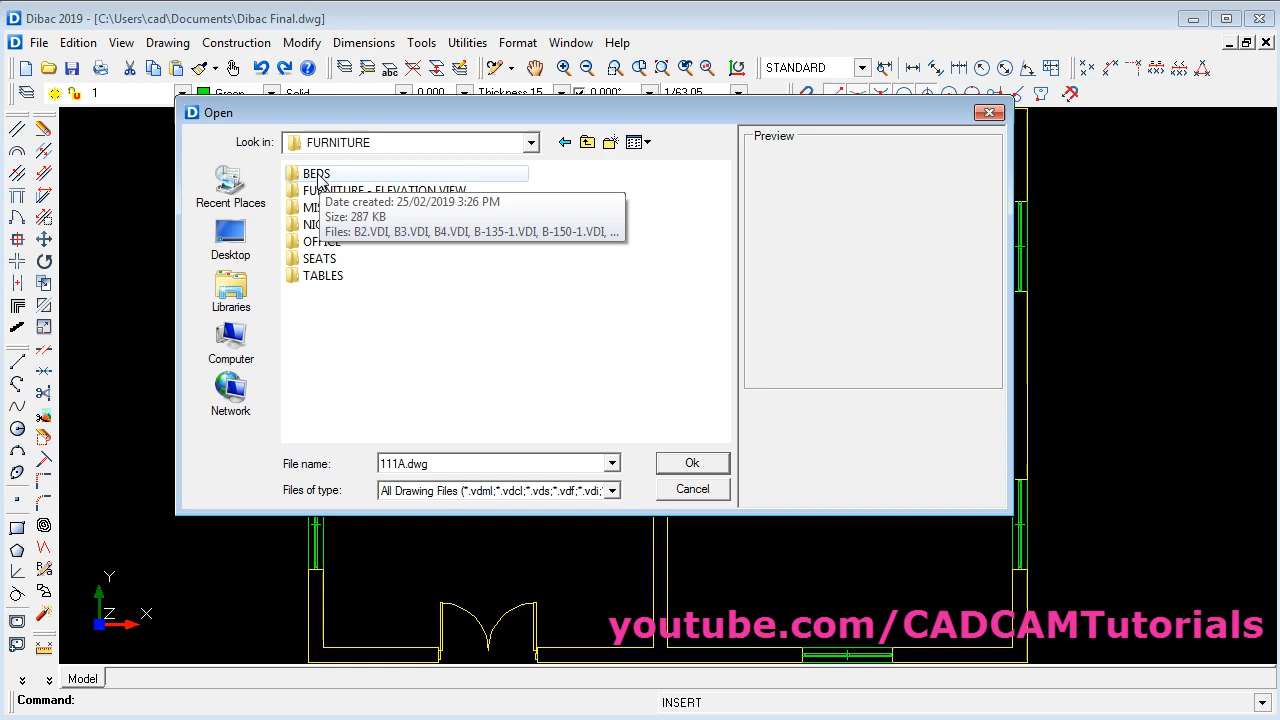 Dibac 2019 - [C:\Users\cad\Documents\Dibac Final.dwg]
File Edition View Drawing Construction Modify Dimensions Tools Utilities Format Window Help
STANDARD
1 Green Solid 0.000 Thickness 15 0.000° 1/63.05
Open
Look in: FURNITURE
Preview
BEDS
FURNITURE - ELEVATION VIEW
Date created: 25/02/2019 3:26 PM
Size: 287 KB
Files: B2.VDI, B3.VDI, B4.VDI, B-135-1.VDI, B-150-1.VDI, ...
OFFICE
SEATS
TABLES
Recent Places
Desktop
Libraries
Computer
Network
File name: 111A.dwg Ok
Files of type: All Drawing Files (*.vdml;*.vdcl;*.vds;*.vdf;*.vdi; Cancel
Y
Z X
youtube.com/CADCAMTutorials
Model
Command: INSERT